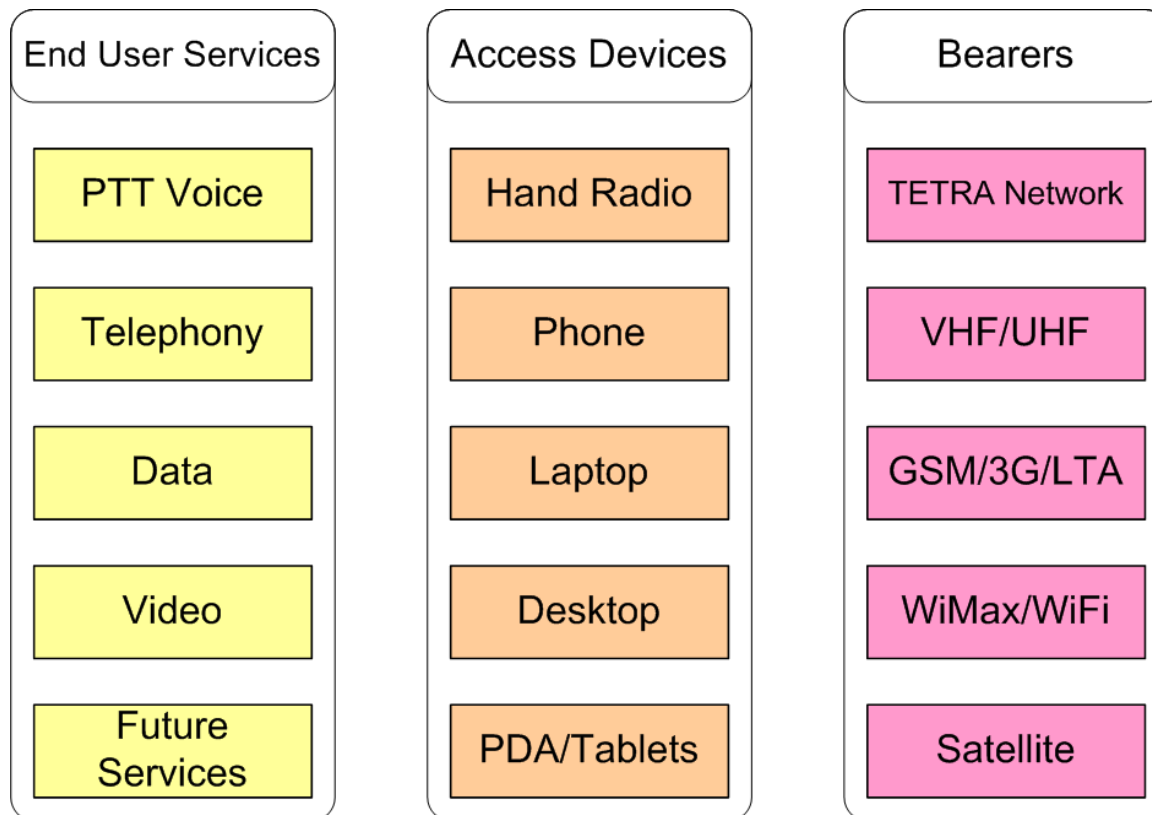 End User Services
PTT Voice
Telephony
Data
Video
Future
Services
Access Devices
Hand Radio
Phone
Laptop
Desktop
PDA/Tablets
Bearers
TETRA Network
VHF/UHF
GSM/3G/LTA
WiMax/WiFi
Satellite